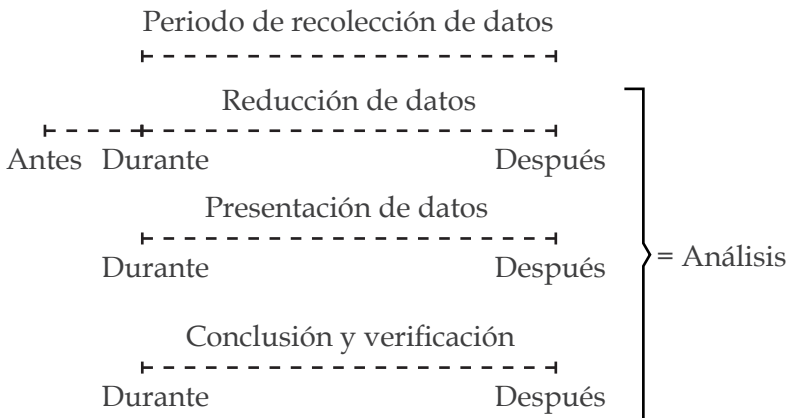 Periodo de recolección de datos
Reducción de datos
Antes Durante Después
Presentación de datos
Durante Después
= Análisis
Conclusión y verificación
Durante Después